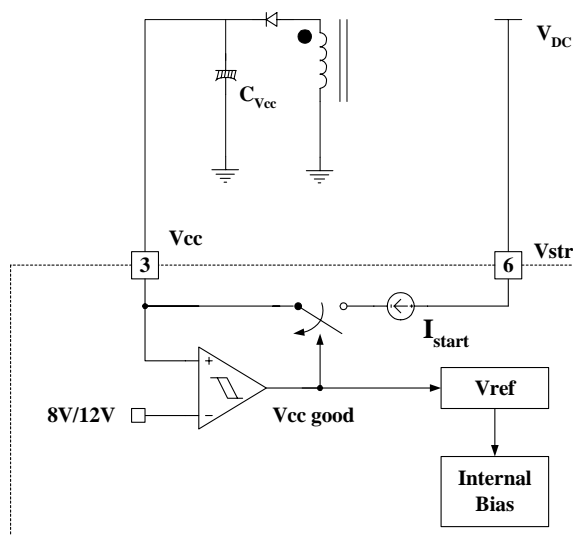 V_DC
C_Vcc
Vcc
Vstr
3
6
I_start
+
8V/12V
−
Vcc good
Vref
Internal
Bias